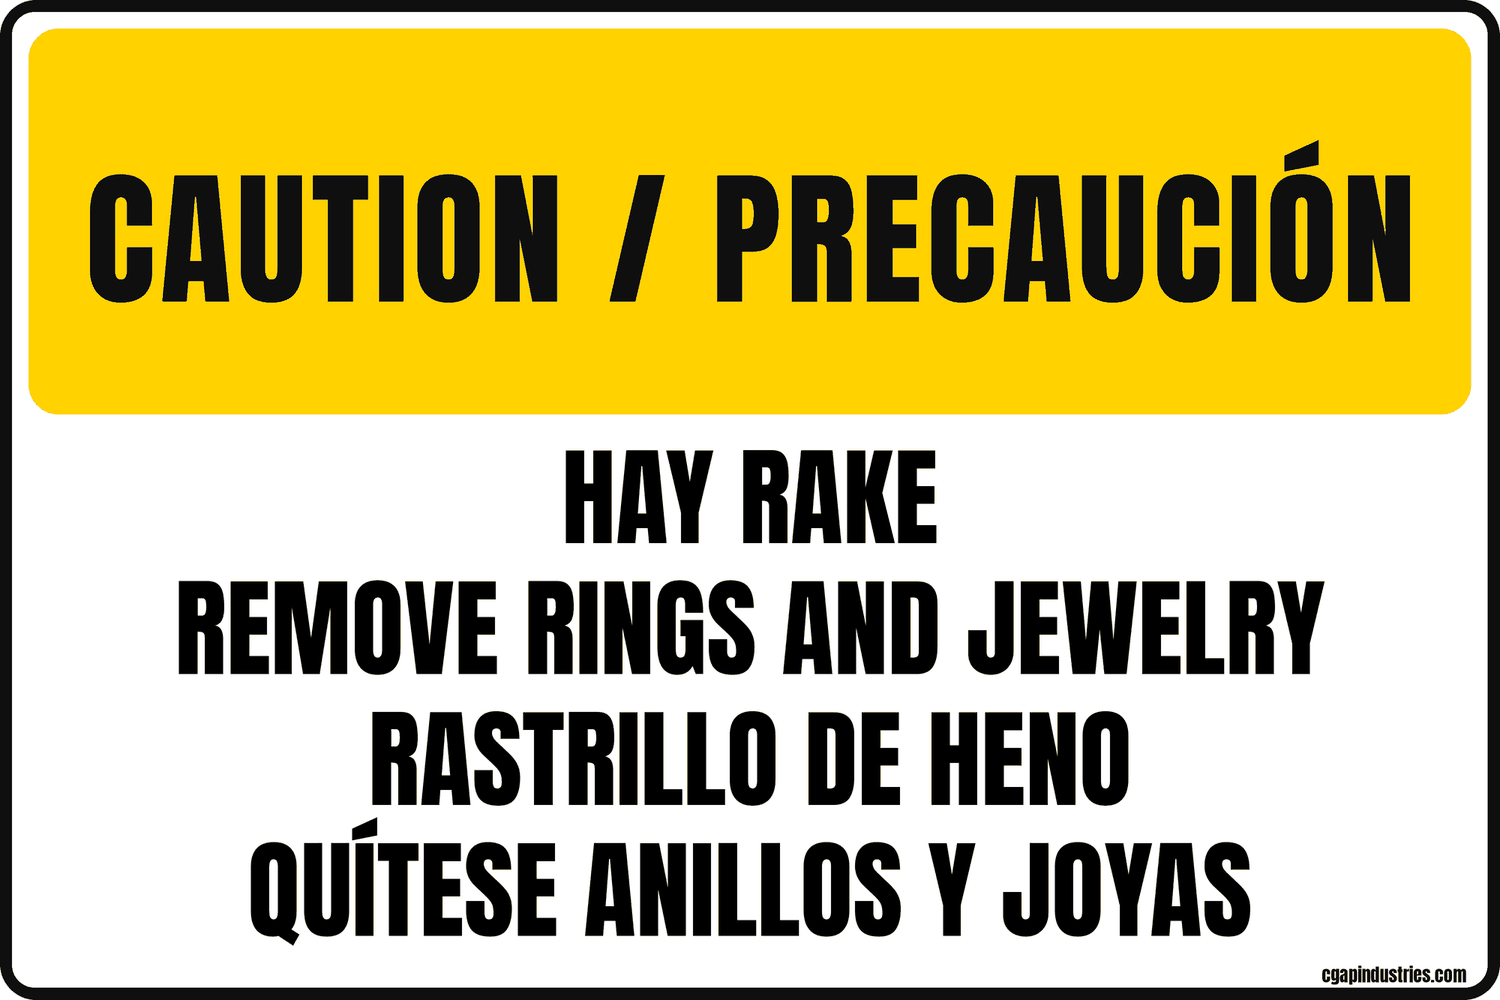 CAUTION / PRECAUCIÓN
HAY RAKE
REMOVE RINGS AND JEWELRY
RASTRILLO DE HENO
QUÍTESE ANILLOS Y JOYAS
cgapindustries.com